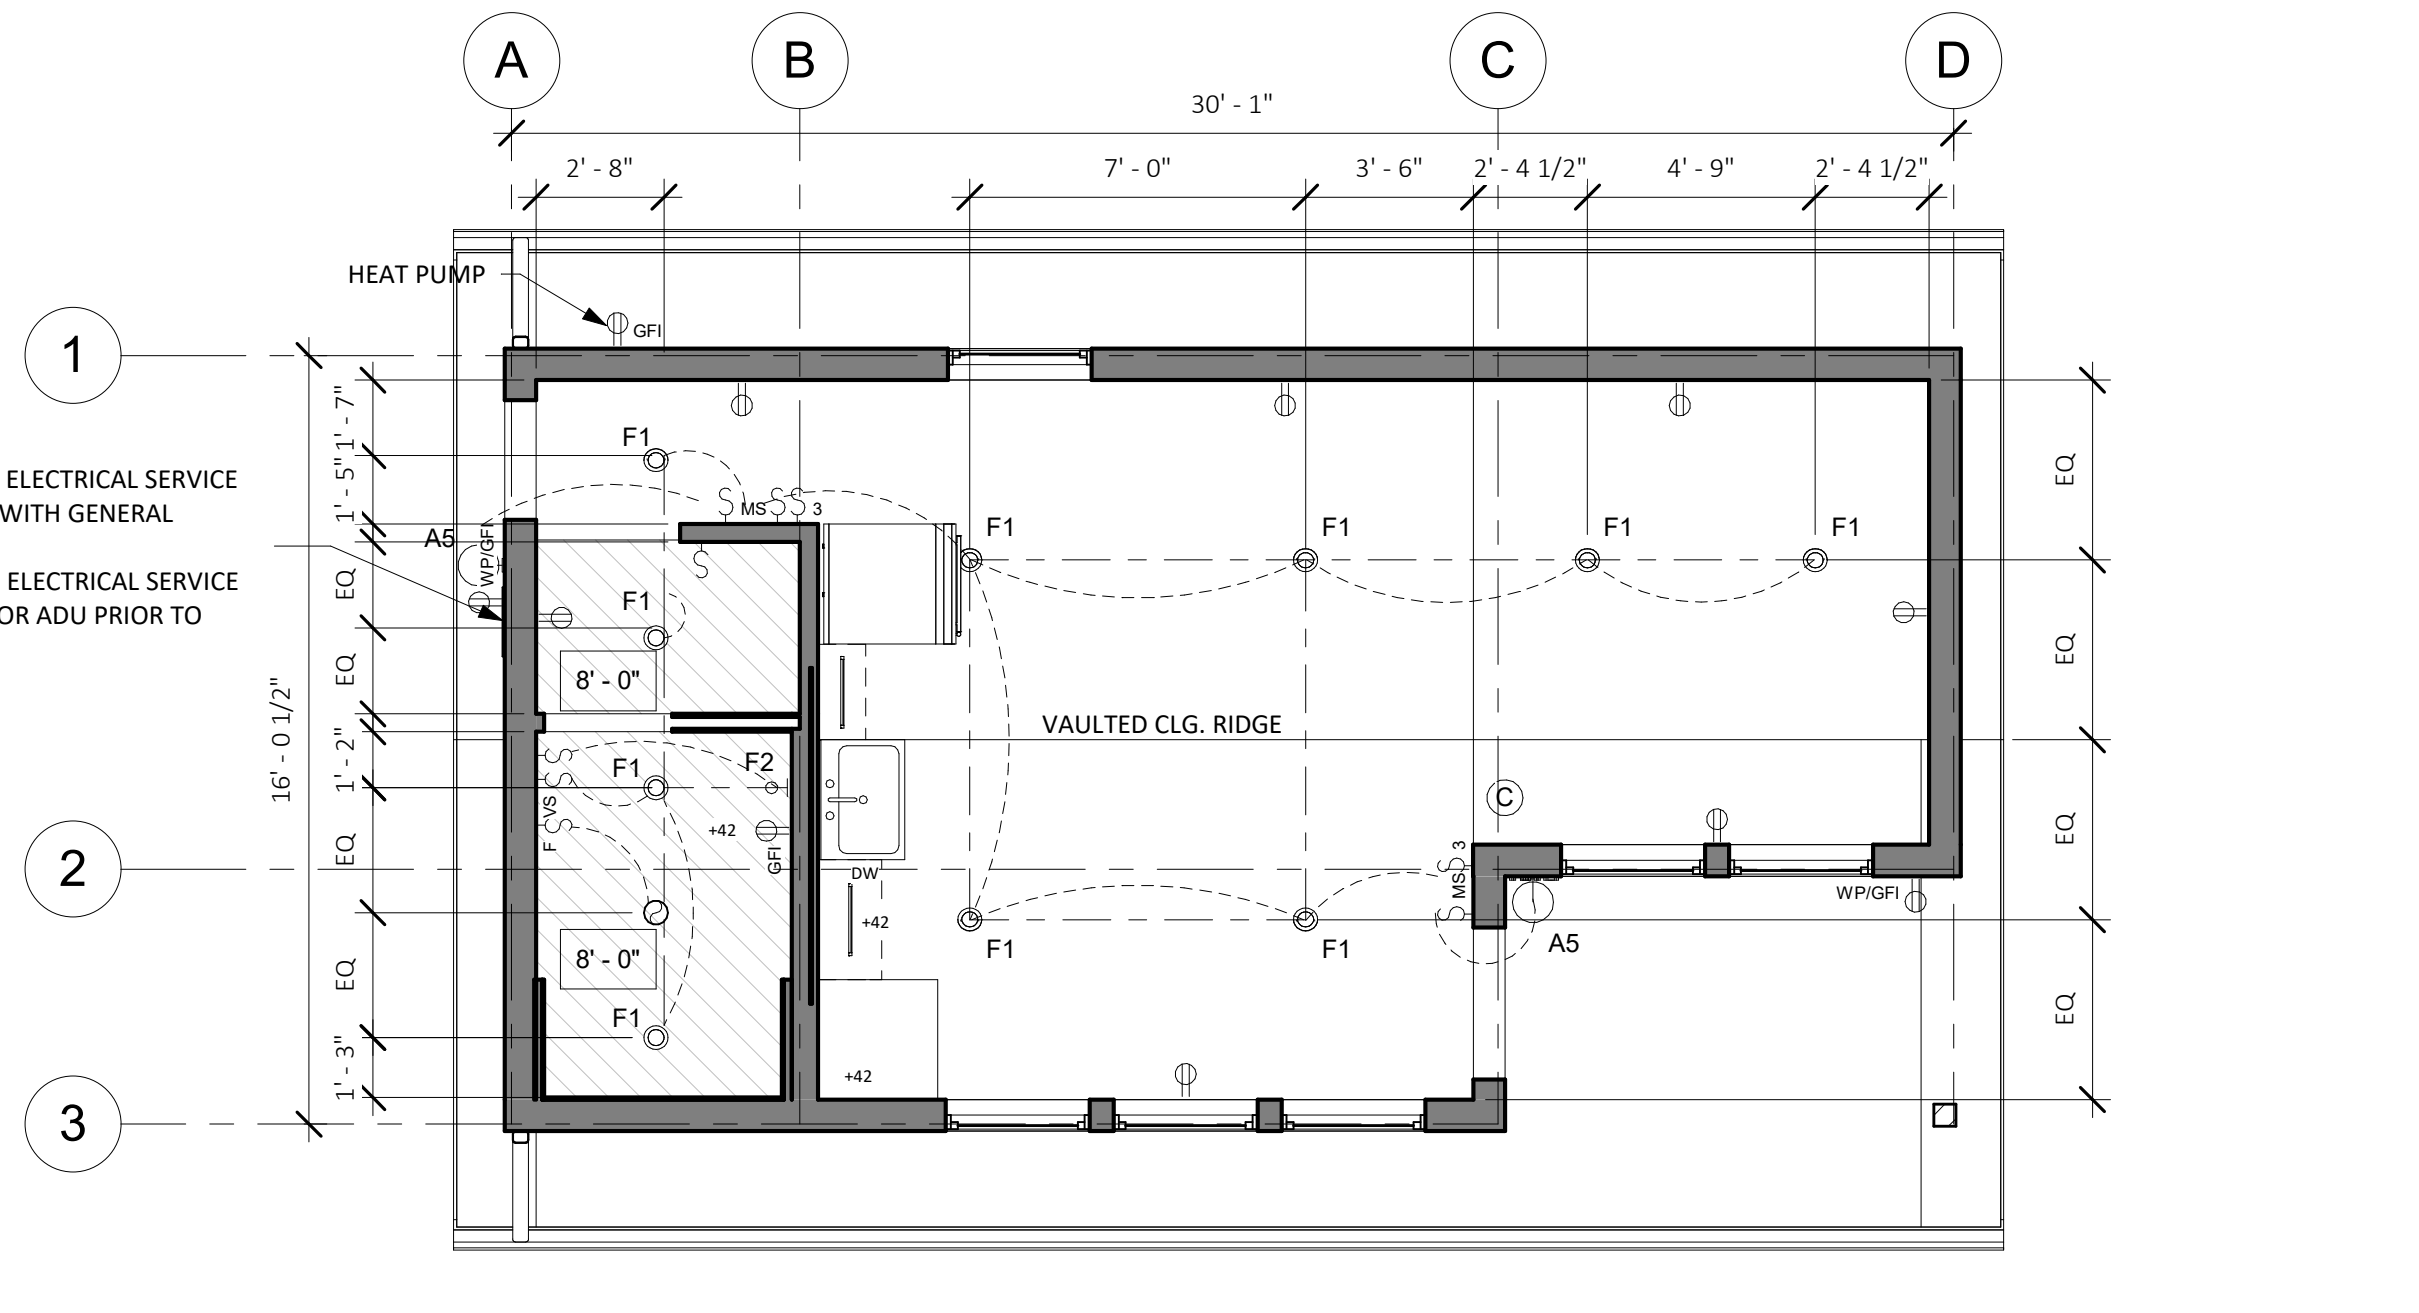 A
B
C
D
30' - 1"
2' - 8"
7' - 0"
3' - 6"
2' - 4 1/2"
4' - 9"
2' - 4 1/2"
HEAT PUMP
GFI
1
1' - 7"
F1
EQ
ELECTRICAL SERVICE
WITH GENERAL
1' - 5"
MS
3
A5
WP/GFI
F1
F1
F1
F1
ELECTRICAL SERVICE
OR ADU PRIOR TO
EQ
F1
EQ
EQ
8' - 0"
16' - 0 1/2"
VAULTED CLG. RIDGE
1' - 2"
F1
F2
VS
C
+42
EQ
EQ
F
GFI
3
2
DW
MS
WP/GFI
+42
F1
F1
A5
8' - 0"
EQ
F1
EQ
1' - 3"
+42
3